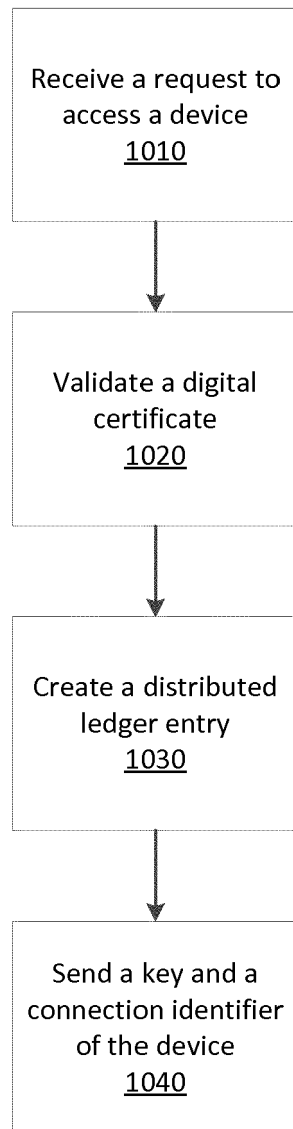 Receive a request to
access a device
1010
Validate a digital
certificate
1020
Create a distributed
ledger entry
1030
Send a key and a
connection identifier
of the device
1040